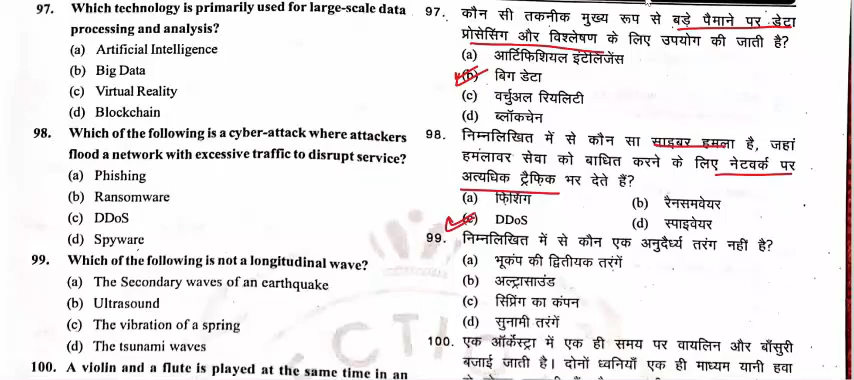 97. Which technology is primarily used for large-scale data
processing and analysis?
(a) Artificial Intelligence
(b) Big Data
(c) Virtual Reality
(d) Blockchain
98. Which of the following is a cyber-attack where attackers
flood a network with excessive traffic to disrupt service?
(a) Phishing
(b) Ransomware
(c) DDoS
(d) Spyware
99. Which of the following is not a longitudinal wave?
(a) The Secondary waves of an earthquake
(b) Ultrasound
(c) The vibration of a spring
(d) The tsunami waves
100. A violin and a flute is played at the same time in an
97. कौन सी तकनीक मुख्य रूप से बड़े पैमाने पर डेटा
प्रोसेसिंग और विश्लेषण के लिए उपयोग की जाती है?
(a) आर्टिफिशियल इंटेलिजेंस
(b) बिग डेटा
(c) वर्चुअल रियलिटी
(d) ब्लॉकचेन
98. निम्नलिखित में से कौन सा साइबर हमला है, जहां
हमलावर सेवा को बाधित करने के लिए नेटवर्क पर
अत्यधिक ट्रैफ़िक भर देते हैं?
(a) फ़िशिंग (b) रैनसमवेयर
(c) DDoS (d) स्पाइवेयर
99. निम्नलिखित में से कौन एक अनुदैर्ध्य तरंग नहीं है?
(a) भूकंप की द्वितीयक तरंगें
(b) अल्ट्रासाउंड
(c) स्प्रिंग का कंपन
(d) सुनामी तरंगें
100. एक ऑर्केस्ट्रा में एक ही समय पर वायलिन और बाँसुरी
बजाई जाती है। दोनों ध्वनियाँ एक ही माध्यम यानी हवा